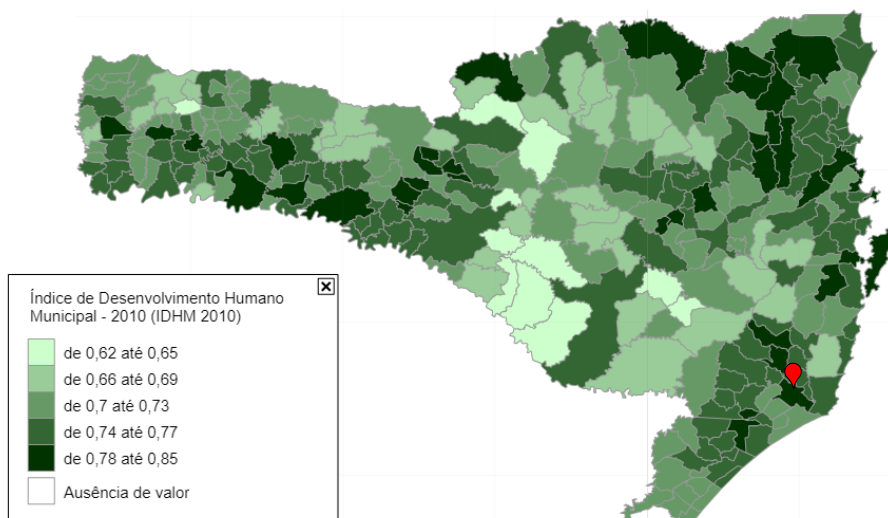 Índice de Desenvolvimento Humano
Municipal - 2010 (IDHM 2010)
de 0,62 até 0,65
de 0,66 até 0,69
de 0,7 até 0,73
de 0,74 até 0,77
de 0,78 até 0,85
Ausência de valor